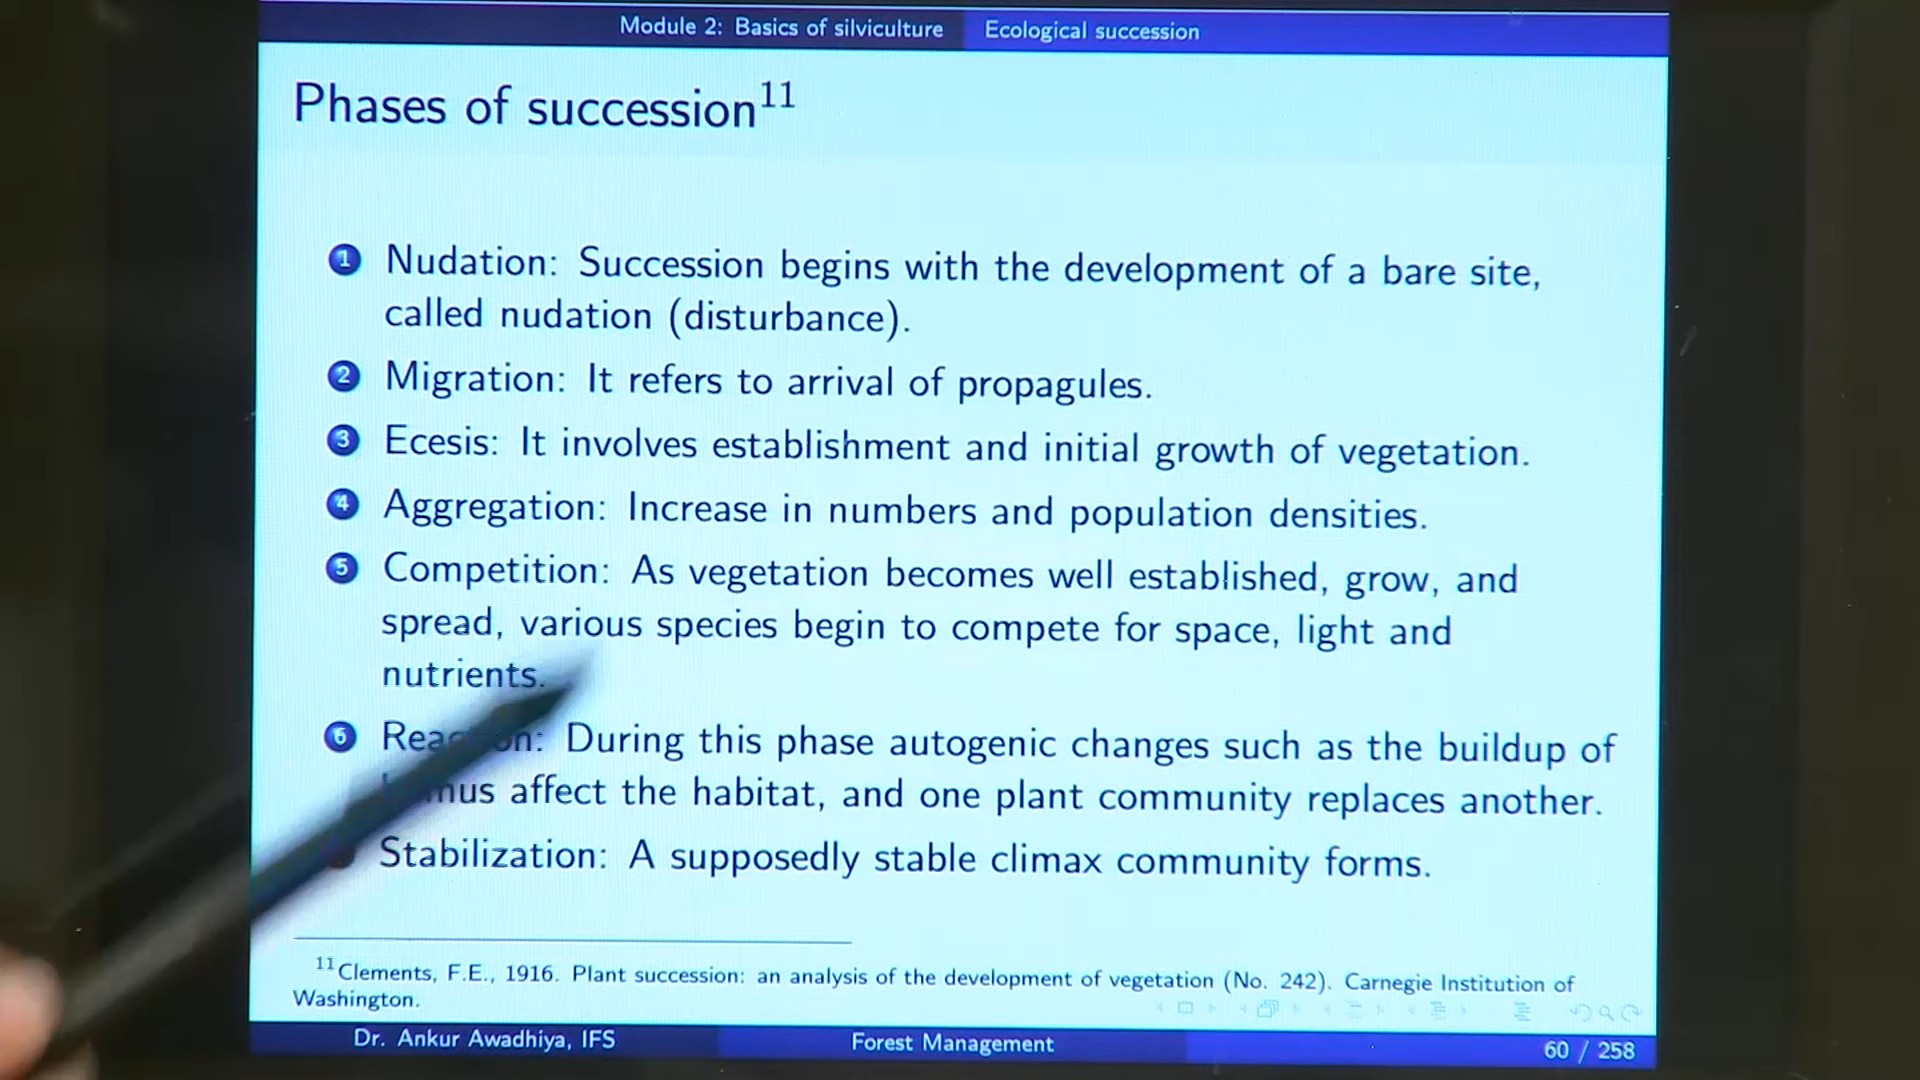 Module 2: Basics of silviculture Ecological succession
Phases of succession11
1 Nudation: Succession begins with the development of a bare site,
called nudation (disturbance).
2 Migration: It refers to arrival of propagules.
3 Ecesis: It involves establishment and initial growth of vegetation.
4 Aggregation: Increase in numbers and population densities.
5 Competition: As vegetation becomes well established, grow, and
spread, various species begin to compete for space, light and
nutrients.
6 Reaction: During this phase autogenic changes such as the buildup of
affect the habitat, and one plant community replaces another.
Stabilization: A supposedly stable climax community forms.
11 Clements, F.E., 1916. Plant succession: an analysis of the development of vegetation (No. 242). Carnegie Institution of
Washington.
Dr. Ankur Awadhiya, IFS Forest Management 60 / 258